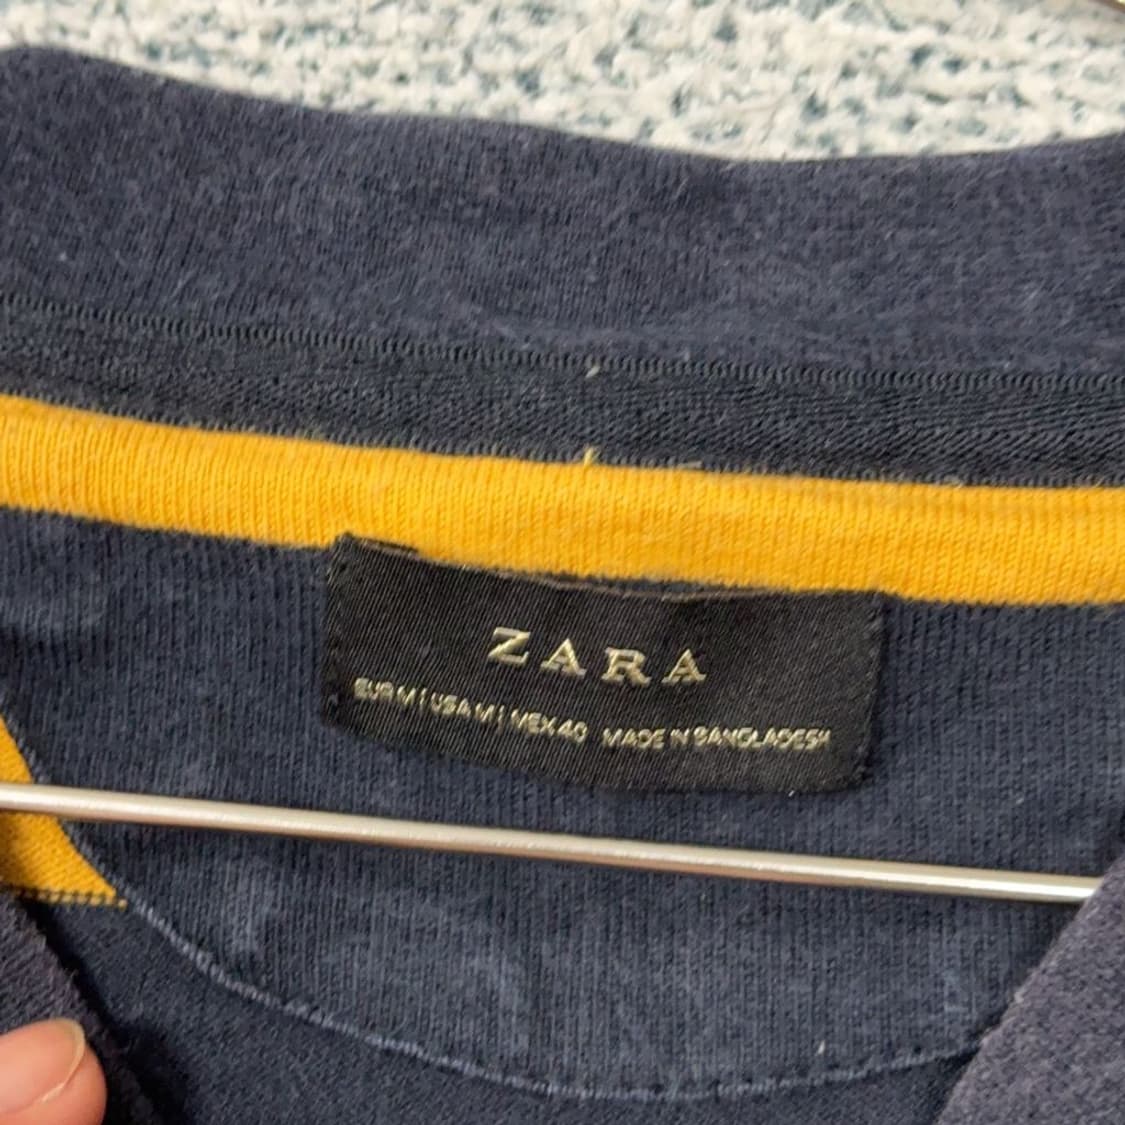 ZARA
EUR M | USA M | MEX 40 MADE IN BANGLADESH